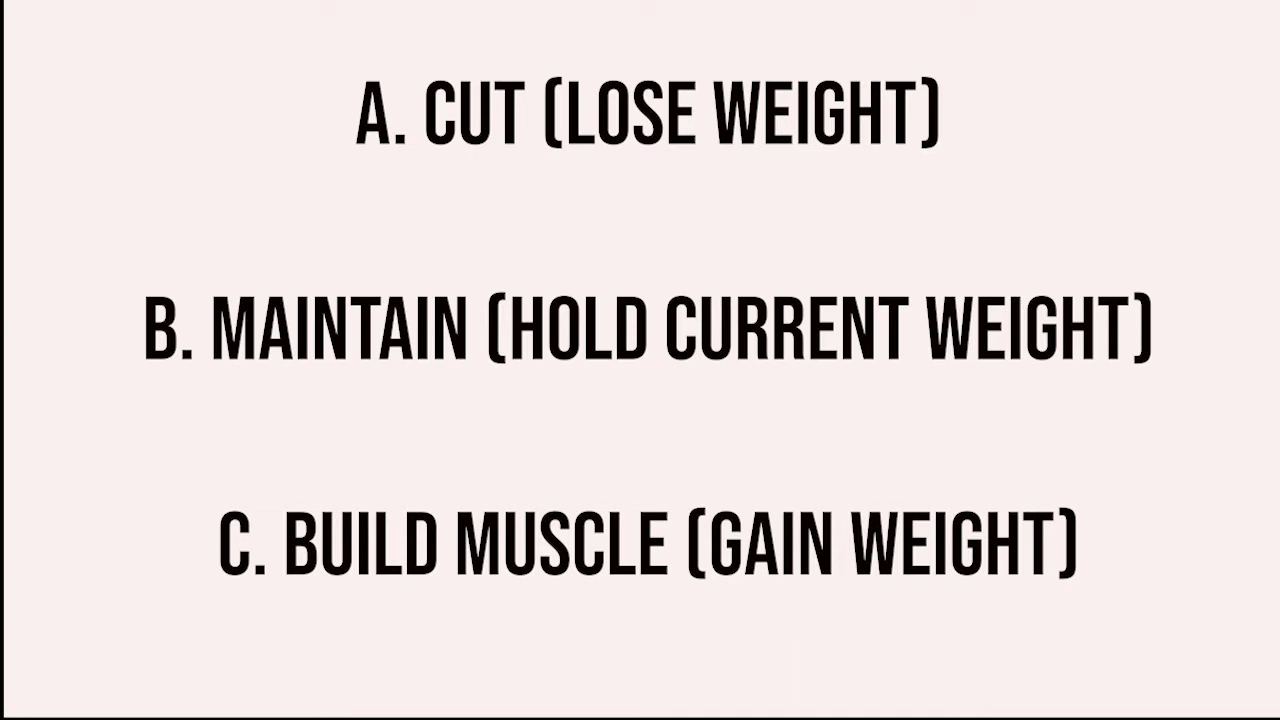 A. CUT (LOSE WEIGHT)
B. MAINTAIN (HOLD CURRENT WEIGHT)
C. BUILD MUSCLE (GAIN WEIGHT)